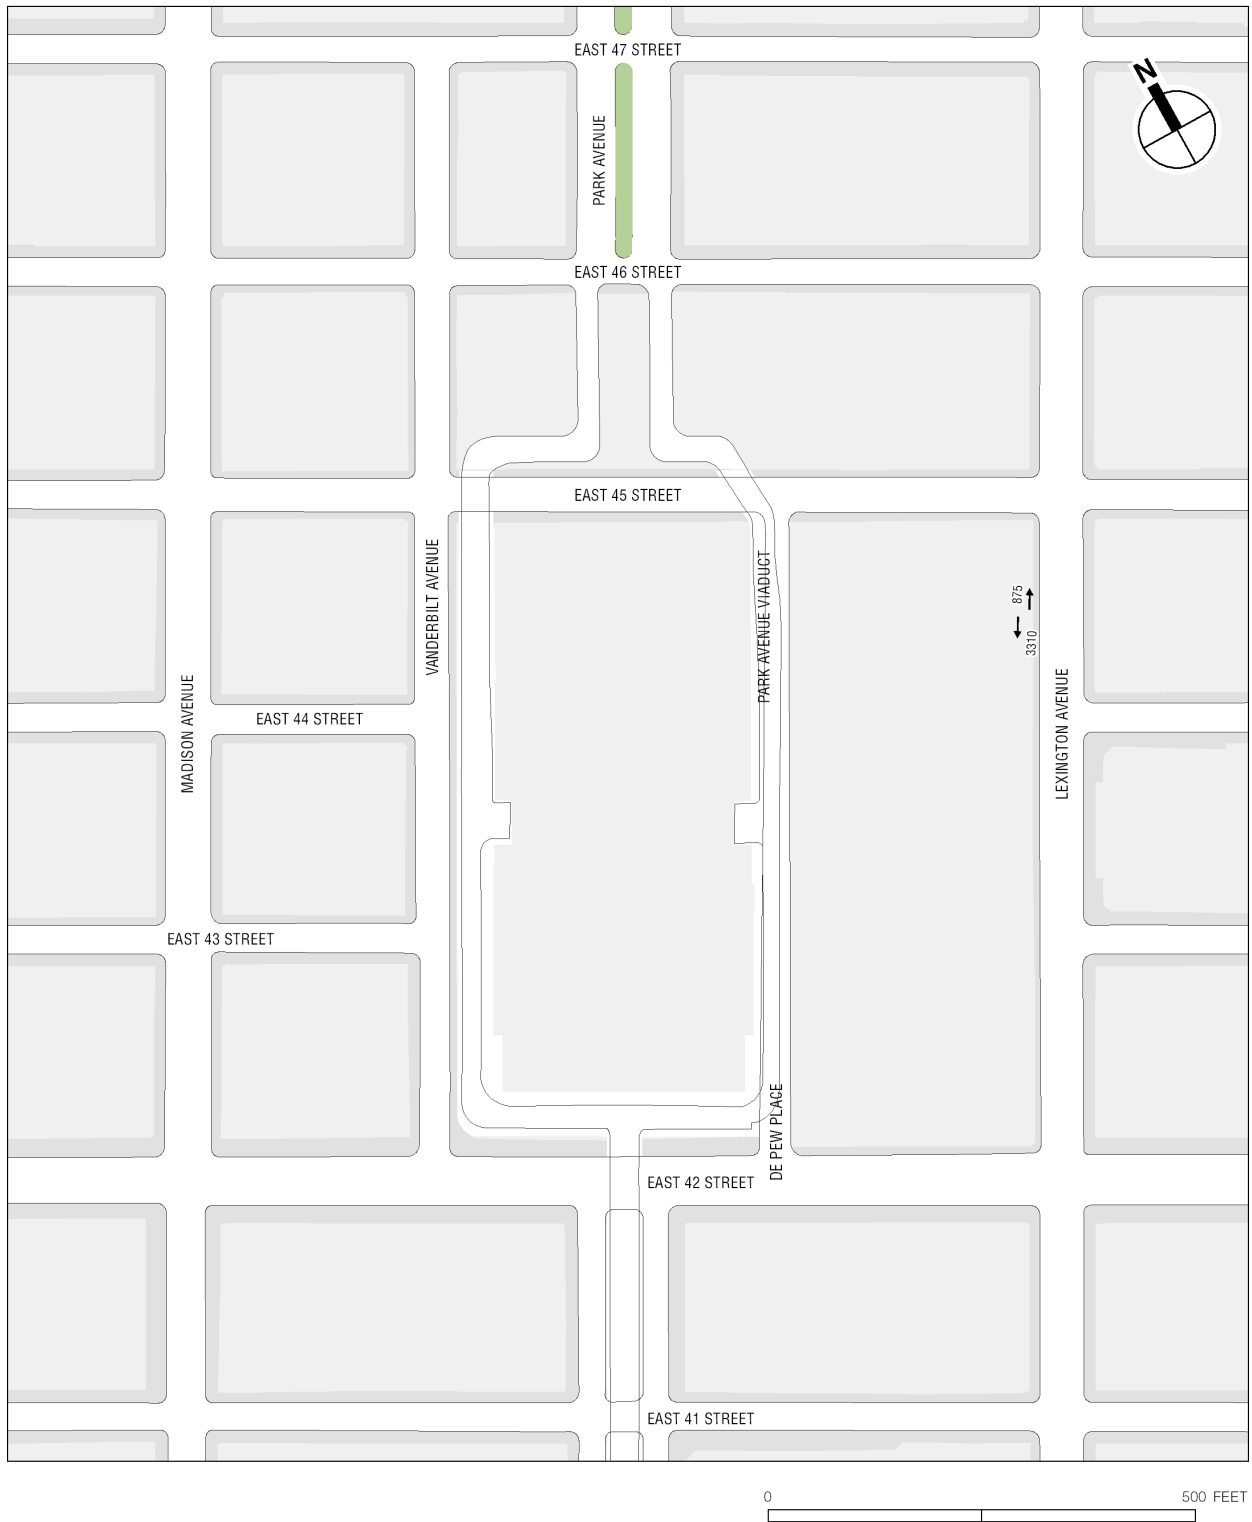 EAST 47 STREET
N
PARK AVENUE
EAST 46 STREET
EAST 45 STREET
VANDERBILT AVENUE
PARK AVENUE VIADUCT
875
3310
MADISON AVENUE
LEXINGTON AVENUE
EAST 44 STREET
EAST 43 STREET
DE PEW PLACE
EAST 42 STREET
EAST 41 STREET
0
500 FEET